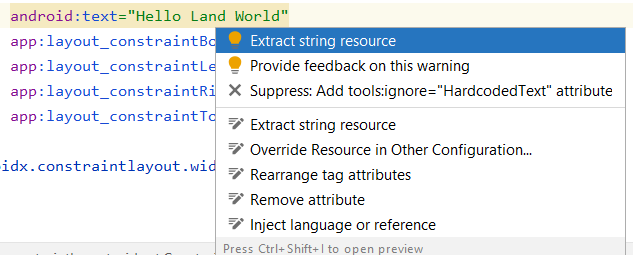 android:text="Hello Land World"
app:layout_constraintBo
Extract string resource
app:layout_constraintLe
Provide feedback on this warning
app:layout_constraintRi
Suppress: Add tools:ignore="HardcodedText" attribute
app:layout_constraintTo
Extract string resource
Override Resource in Other Configuration...
oidx.constraintlayout.wid
Rearrange tag attributes
Remove attribute
Inject language or reference
Press Ctrl+Shift+I to open preview